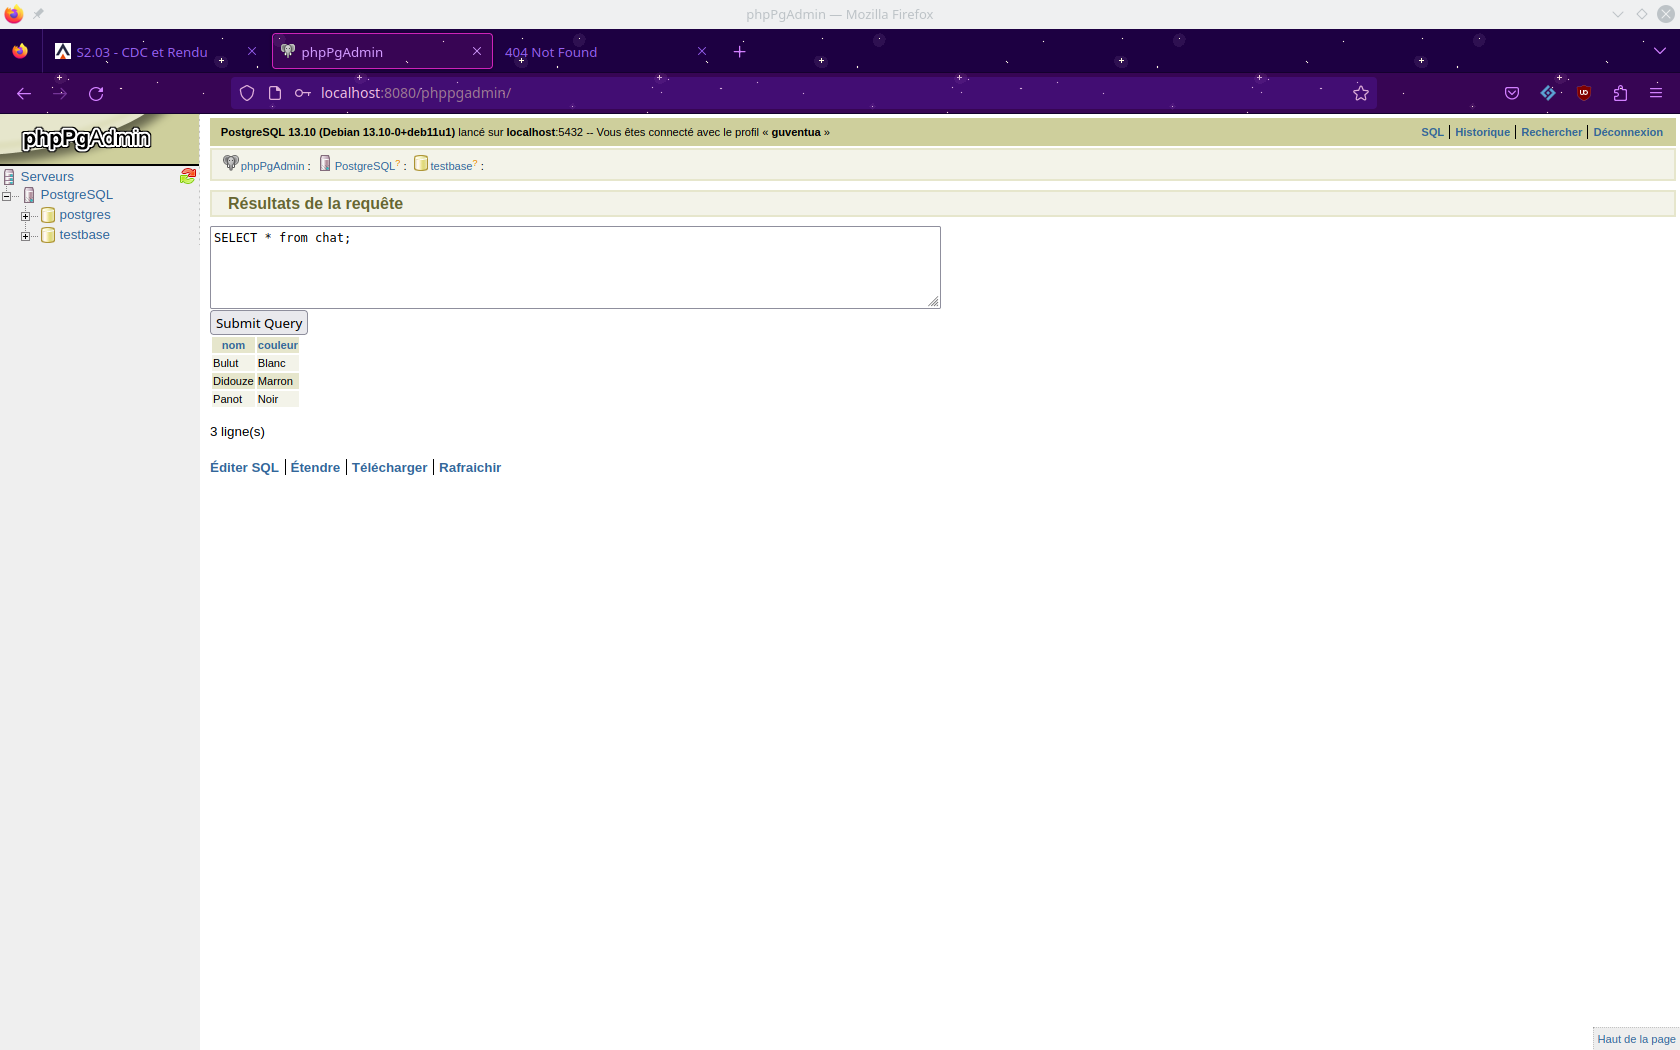 phpPgAdmin — Mozilla Firefox
S2.03 - CDC et Rendu
phpPgAdmin
404 Not Found
localhost:8080/phppgadmin/
phpPgAdmin
PostgreSQL 13.10 (Debian 13.10-0+deb11u1) lancé sur localhost:5432 -- Vous êtes connecté avec le profil « guventua »
SQL | Historique | Rechercher | Déconnexion
phpPgAdmin : PostgreSQL? : testbase? :
Serveurs
PostgreSQL
postgres
testbase
Résultats de la requête
SELECT * from chat;
Submit Query
nom couleur
Bulut Blanc
Didouze Marron
Panot Noir
3 ligne(s)
Éditer SQL | Étendre | Télécharger | Rafraichir
Haut de la page